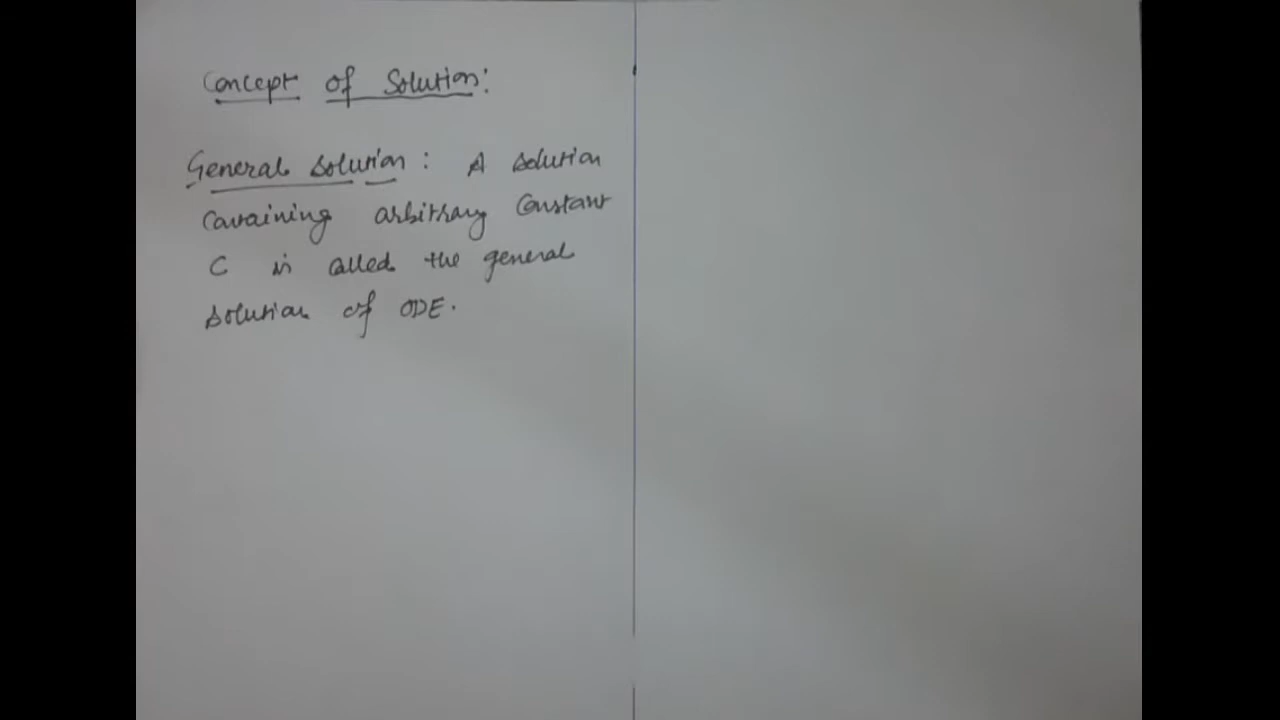 Concept of Solution:
General Solution: A solution
containing arbitrary Constant
C is called the general
solution of ODE.